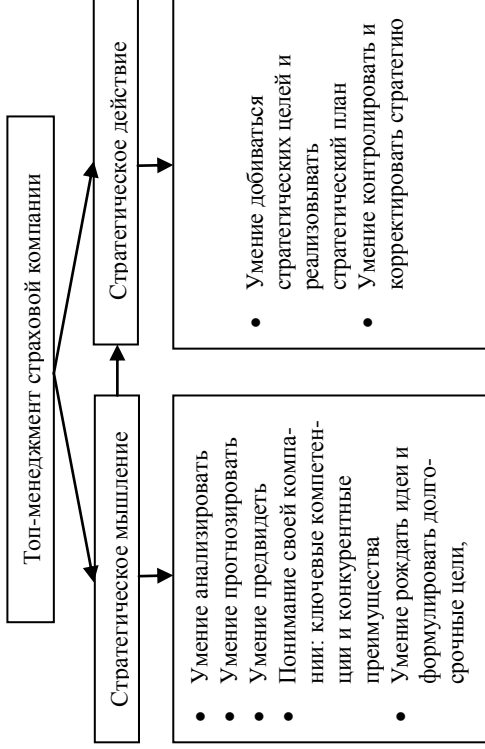 Топ-менеджмент страховой компании
Стратегическое мышление
Стратегическое действие
• Умение анализировать
• Умение прогнозировать
• Умение предвидеть
• Понимание своей компа-
нии: ключевые компетен-
ции и конкурентные
преимущества
• Умение рождать идеи и
формулировать долго-
срочные цели,
• Умение добиваться
стратегических целей и
реализовывать
стратегический план
• Умение контролировать и
корректировать стратегию